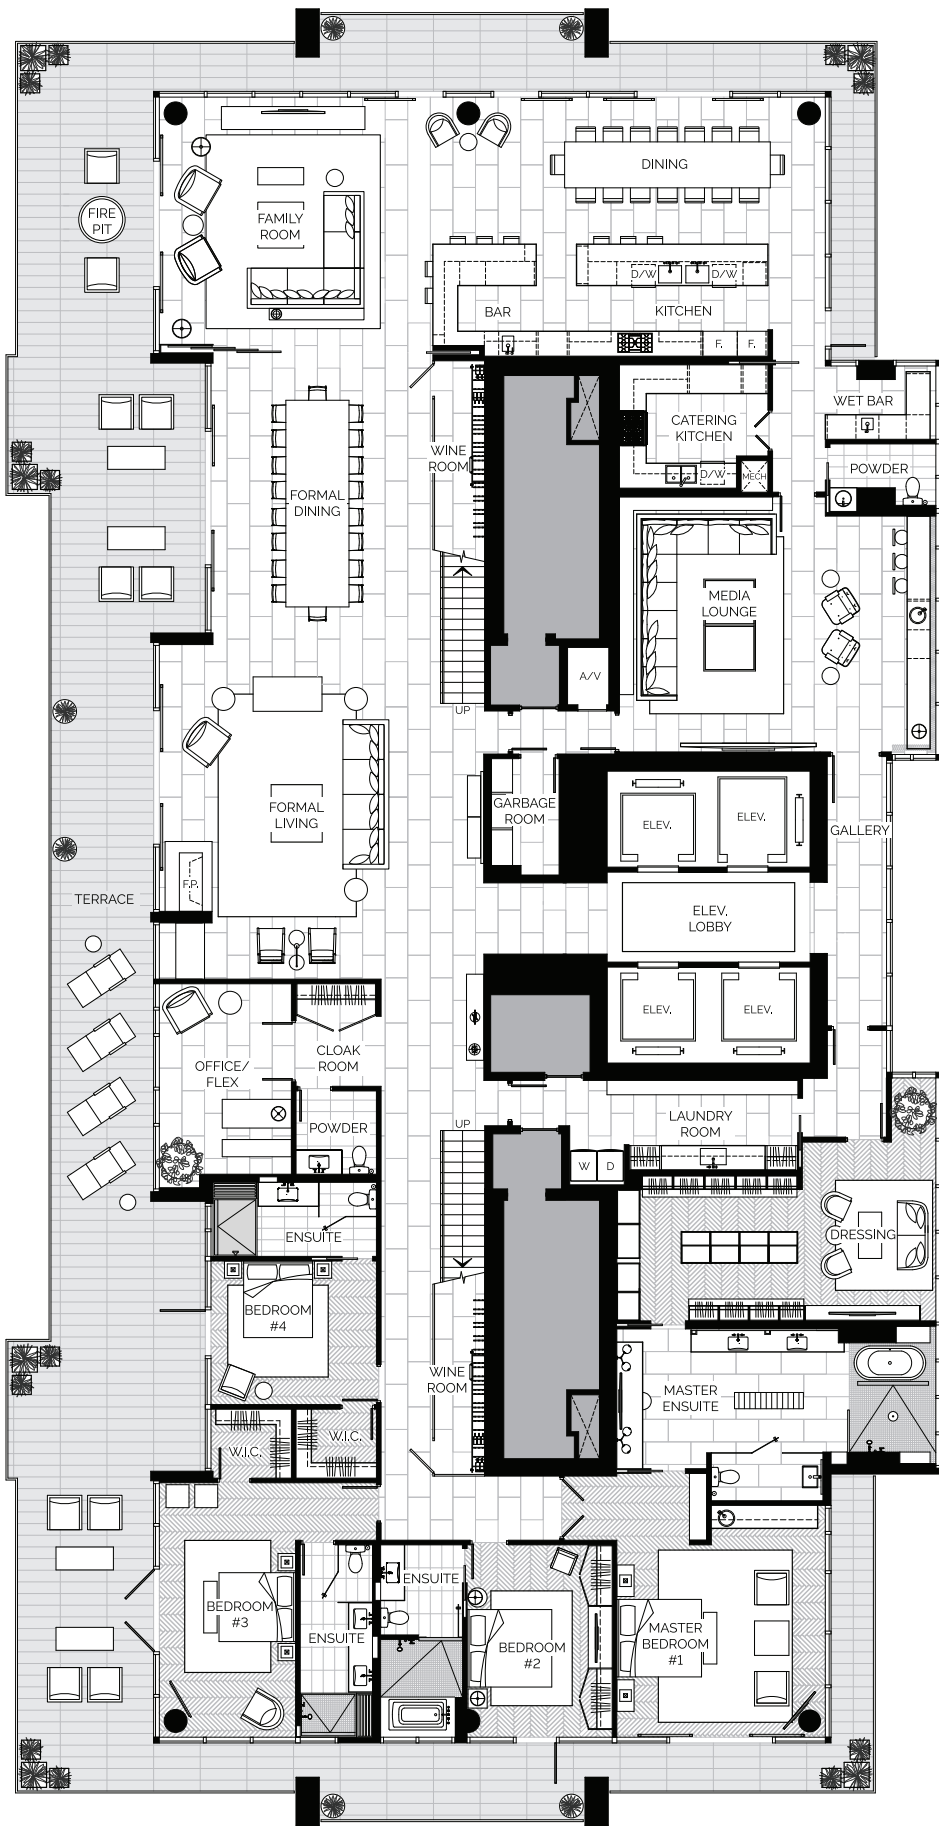 DINING
FIRE
PIT
FAMILY
ROOM
D/W
D/W
BAR
KITCHEN
F.
F.
WET BAR
CATERING
KITCHEN
WINE
ROOM
D/W
MECH
POWDER
FORMAL
DINING
MEDIA
LOUNGE
A/V
UP
FORMAL
LIVING
GARBAGE
ROOM
ELEV.
ELEV.
GALLERY
F.P.
TERRACE
ELEV.
LOBBY
ELEV.
ELEV.
CLOAK
ROOM
OFFICE/
FLEX
UP
POWDER
LAUNDRY
ROOM
W
D
ENSUITE
DRESSING
BEDROOM
#4
WINE
ROOM
MASTER
ENSUITE
W.I.C.
W.I.C.
ENSUITE
BEDROOM
#3
ENSUITE
BEDROOM
#2
MASTER
BEDROOM
#1